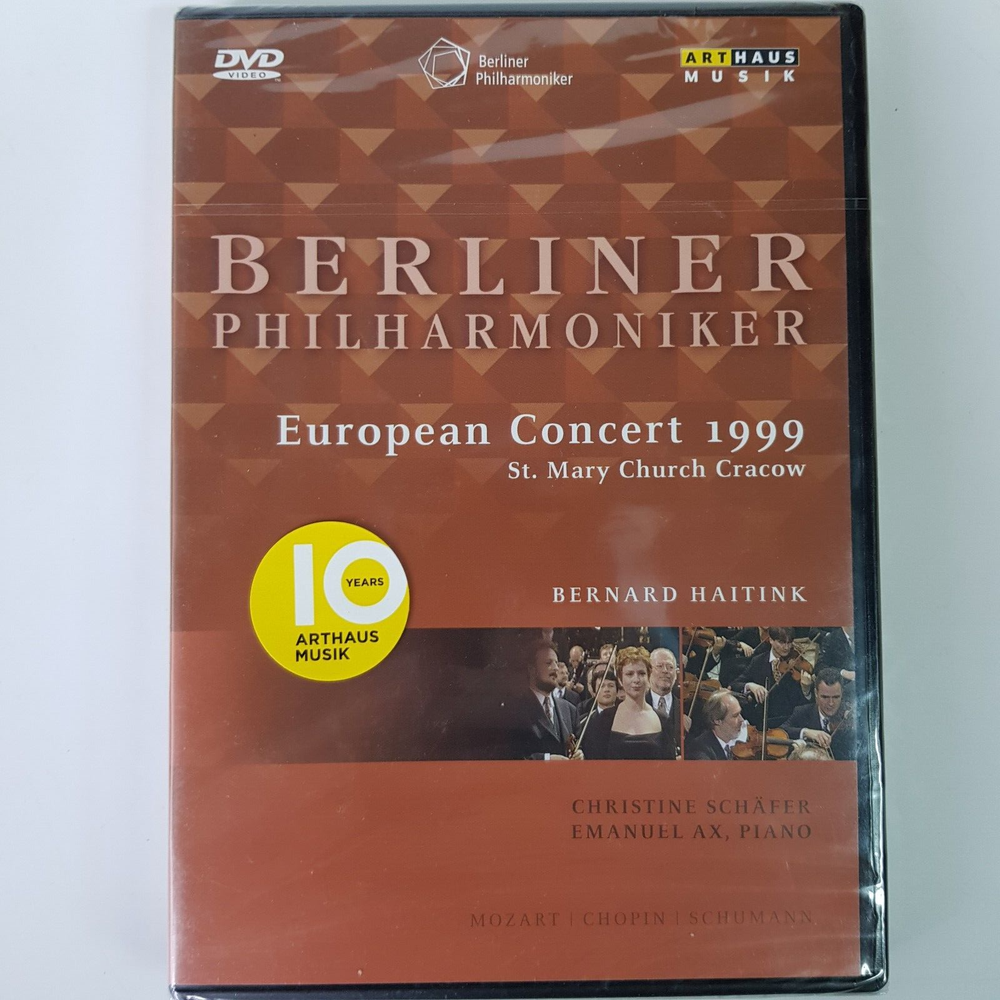 DVD
VIDEO
Berliner
Philharmoniker
ARTHAUS
MUSIK
BERLINER
PHILHARMONIKER
European Concert 1999
St. Mary Church Cracow
10
YEARS
ARTHAUS
MUSIK
BERNARD HAITINK
CHRISTINE SCHÄFER
EMANUEL AX, PIANO
MOZART | CHOPIN | SCHUMANN